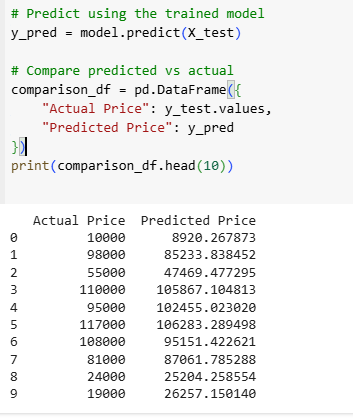 # Predict using the trained model
y_pred = model.predict(X_test)
# Compare predicted vs actual
comparison_df = pd.DataFrame({
    "Actual Price": y_test.values,
    "Predicted Price": y_pred
})
print(comparison_df.head(10))
   Actual Price  Predicted Price
0         10000      8920.267873
1         98000     85233.838452
2         55000     47469.477295
3        110000    105867.104813
4         95000    102455.023020
5        117000    106283.289498
6        108000     95151.422621
7         81000     87061.785288
8         24000     25204.258554
9         19000     26257.150140